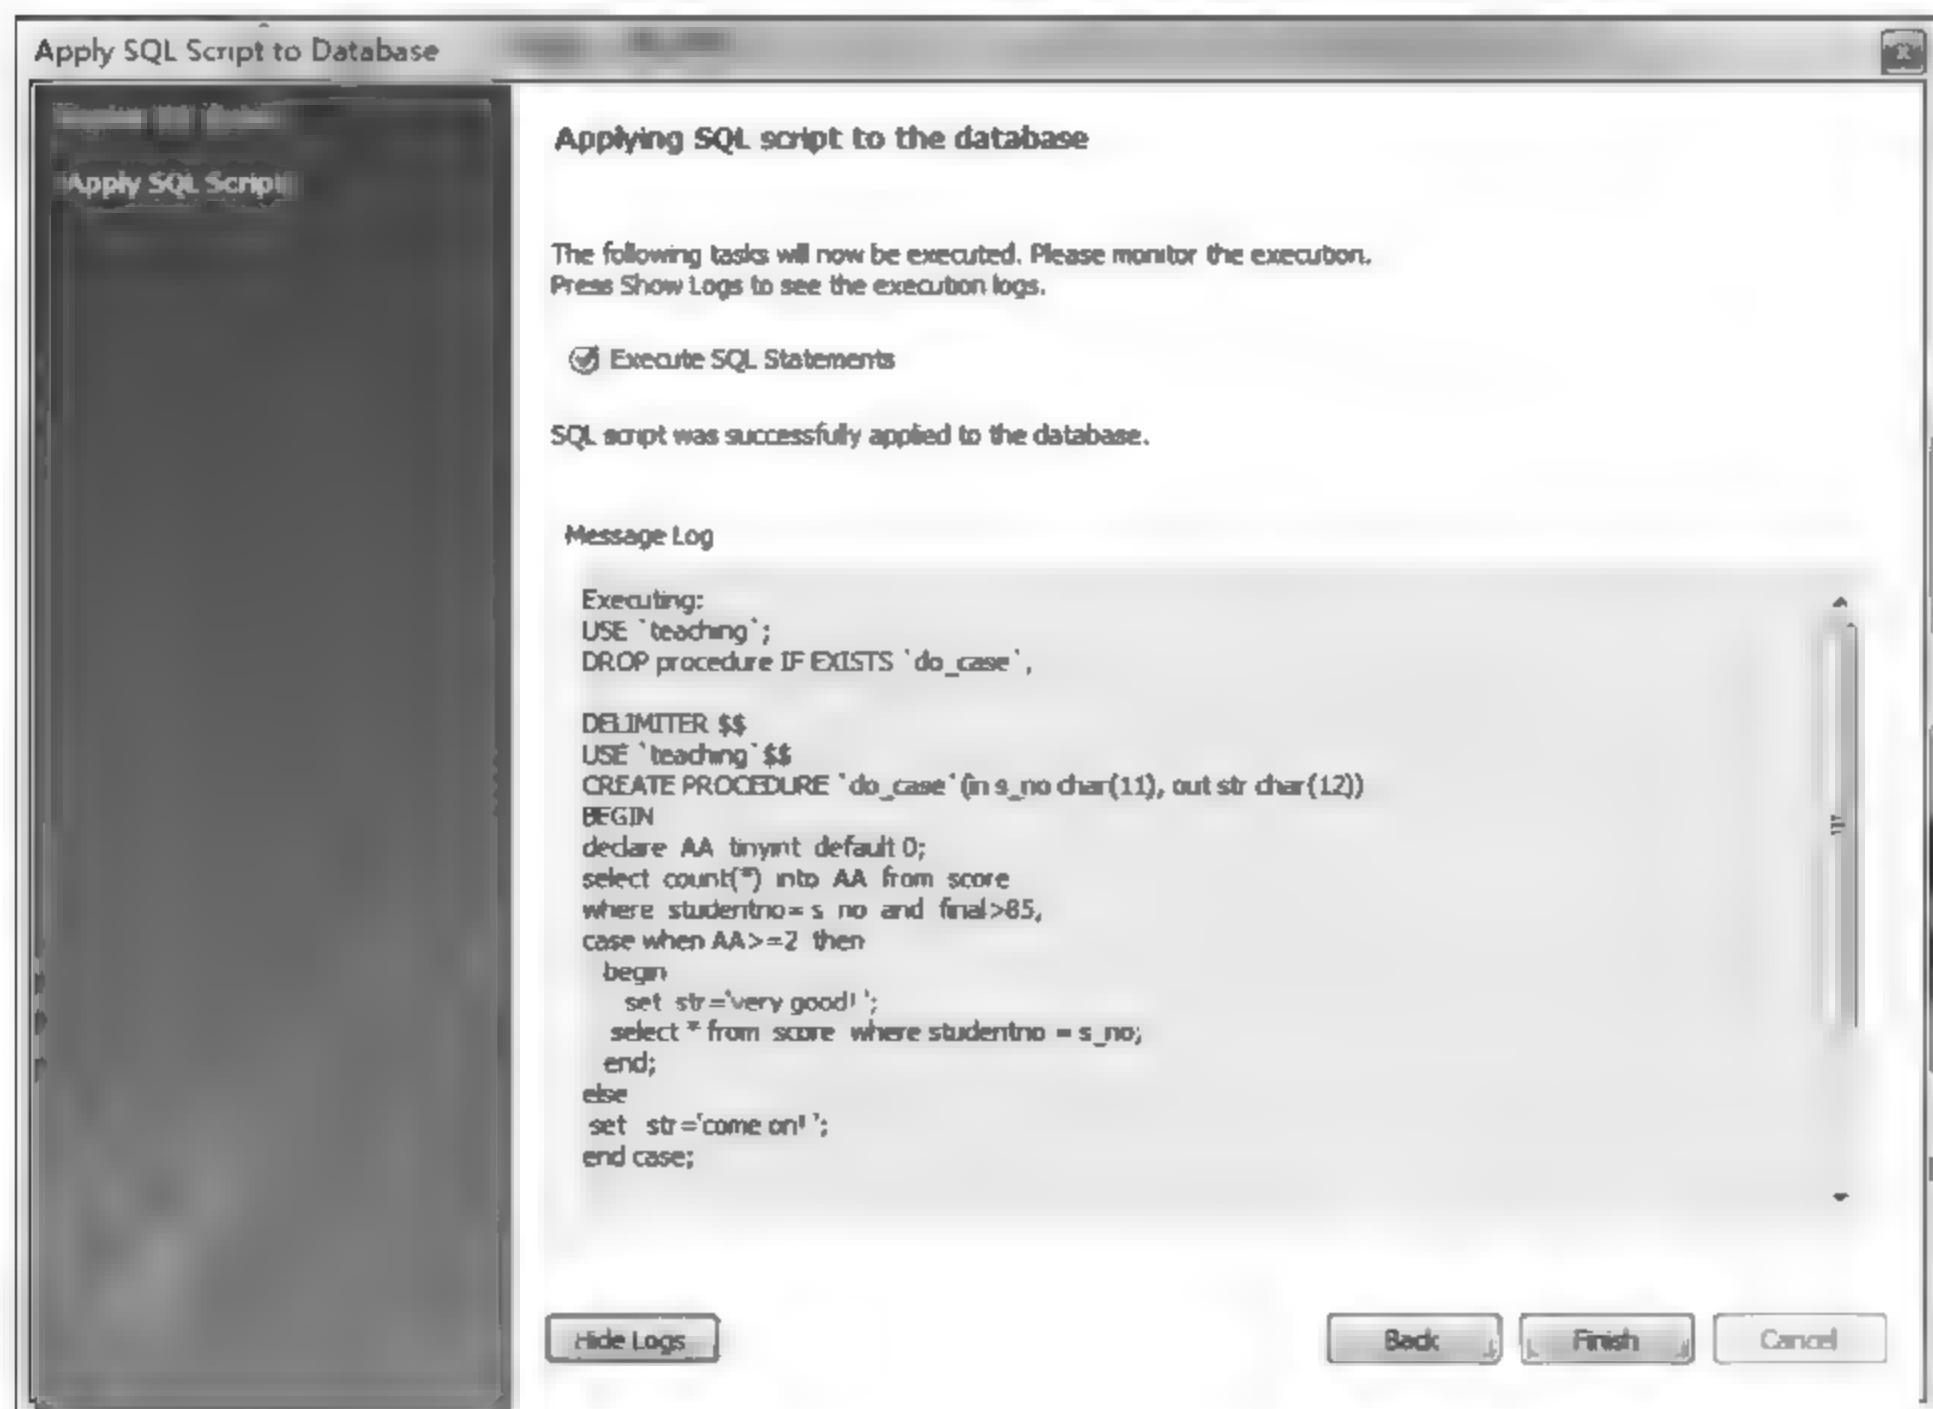 Apply SQL Script to Database
Apply SQL Script
Applying SQL script to the database
The following tasks will now be executed. Please monitor the execution.
Press Show Logs to see the execution logs.
Execute SQL Statements
SQL script was successfully applied to the database.
Message Log
Executing:
USE `teaching`;
DROP procedure IF EXISTS `do_case`,
DELIMITER $$
USE `teaching`$$
CREATE PROCEDURE `do_case`(in s_no char(11), out str char(12))
BEGIN
declare AA tinyint default 0;
select count(*) into AA from score
where studentno= s_no and final>85,
case when AA>=2 then
begin
set str='very good! ';
select * from score where studentno = s_no;
end;
else
set str='come on! ';
end case;
Hide Logs
Back
Finish
Cancel